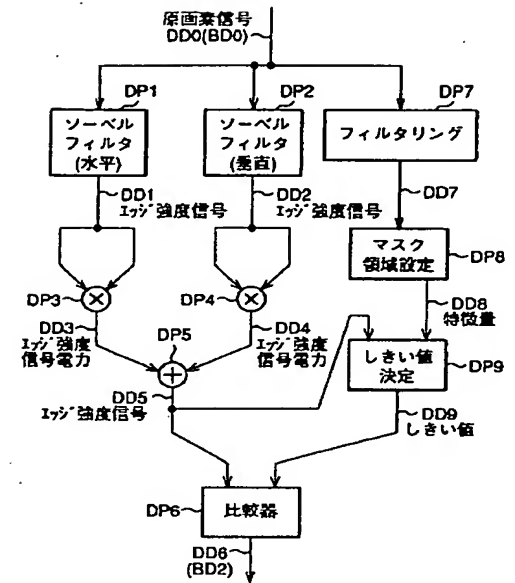 原画素信号
DD0(BD0)
DP1
DP2
DP7
ソーベル
フィルタ
(水平)
ソーベル
フィルタ
(垂直)
フィルタリング
DD1
エッジ強度信号
DD2
エッジ強度信号
DD7
マスク
領域設定
DP8
DP3
×
DP4
×
DD8
特徴量
DD3
エッジ強度
信号電力
DP5
+
DD4
エッジ強度
信号電力
しきい値
決定
DP9
DD5
エッジ強度信号
DD9
しきい値
DP6
比較器
DD6
(BD2)